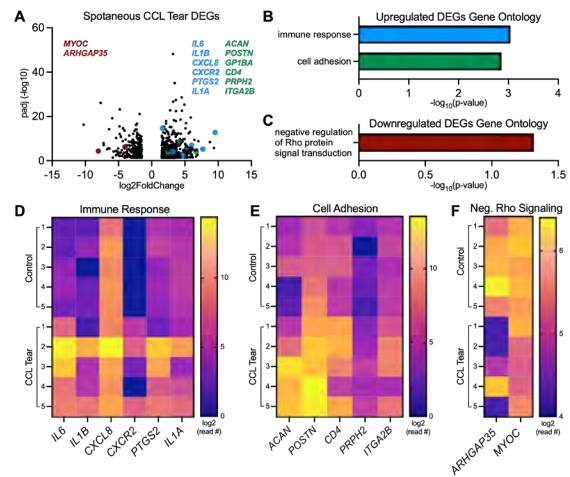 A
Spotaneous CCL Tear DEGs
MYOC
ARHGAP35
IL6
IL1B
CXCL8
CXCR2
PTGS2
IL1A
ACAN
POSTN
GP1BA
CD4
PRPH2
ITGA2B
padj (-log10)
60
40
20
0
-15 -10 -5 0 5 10 15
log2FoldChange
B
Upregulated DEGs Gene Ontology
immune response
cell adhesion
0 1 2 3 4
-log10(p-value)
C
Downregulated DEGs Gene Ontology
negative regulation
of Rho protein
signal transduction
0.0 0.5 1.0 1.5
-log10(p-value)
D
Immune Response
Control
1
2
3
4
5
CCL Tear
1
2
3
4
5
IL6 IL1B CXCL8 CXCR2 PTGS2 IL1A
10
5
0
log2
(read #)
E
Cell Adhesion
Control
1
2
3
4
5
CCL Tear
1
2
3
4
5
ACAN POSTN CD4 PRPH2 ITGA2B
10
5
0
log2
(read #)
F
Neg. Rho Signaling
Control
1
2
3
4
5
CCL Tear
1
2
3
4
5
ARHGAP35 MYOC
6
5
4
log2
(read #)